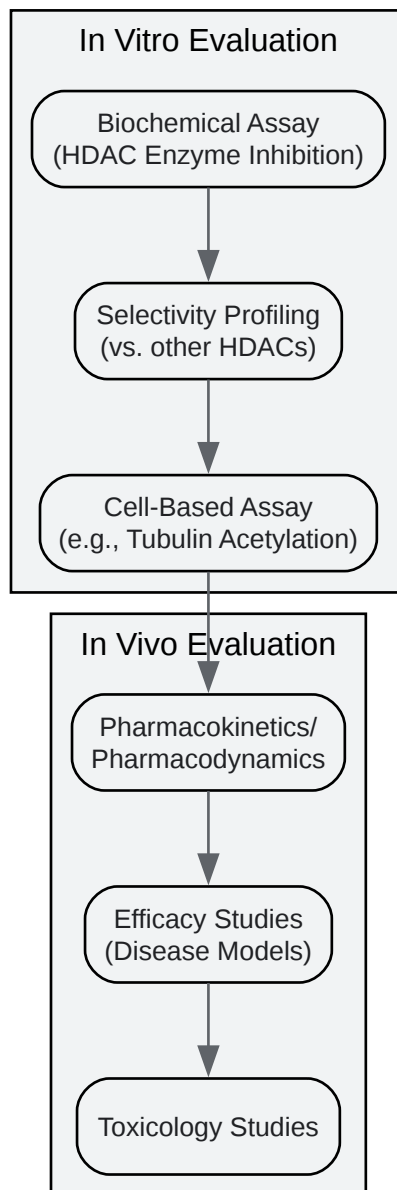 In Vitro Evaluation
Biochemical Assay
(HDAC Enzyme Inhibition)
Selectivity Profiling
(vs. other HDACs)
Cell-Based Assay
(e.g., Tubulin Acetylation)
In Vivo Evaluation
Pharmacokinetics/
Pharmacodynamics
Efficacy Studies
(Disease Models)
Toxicology Studies